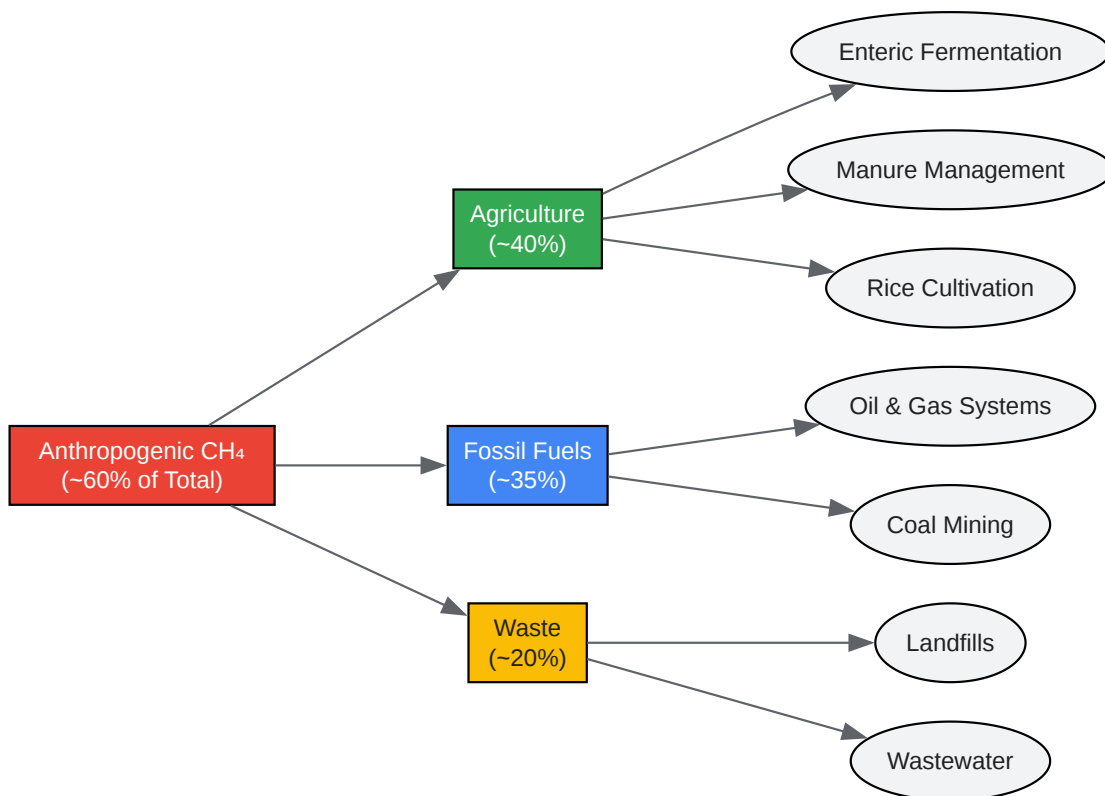 Anthropogenic CH₄
(~60% of Total)
Agriculture
(~40%)
Fossil Fuels
(~35%)
Waste
(~20%)
Enteric Fermentation
Manure Management
Rice Cultivation
Oil & Gas Systems
Coal Mining
Landfills
Wastewater